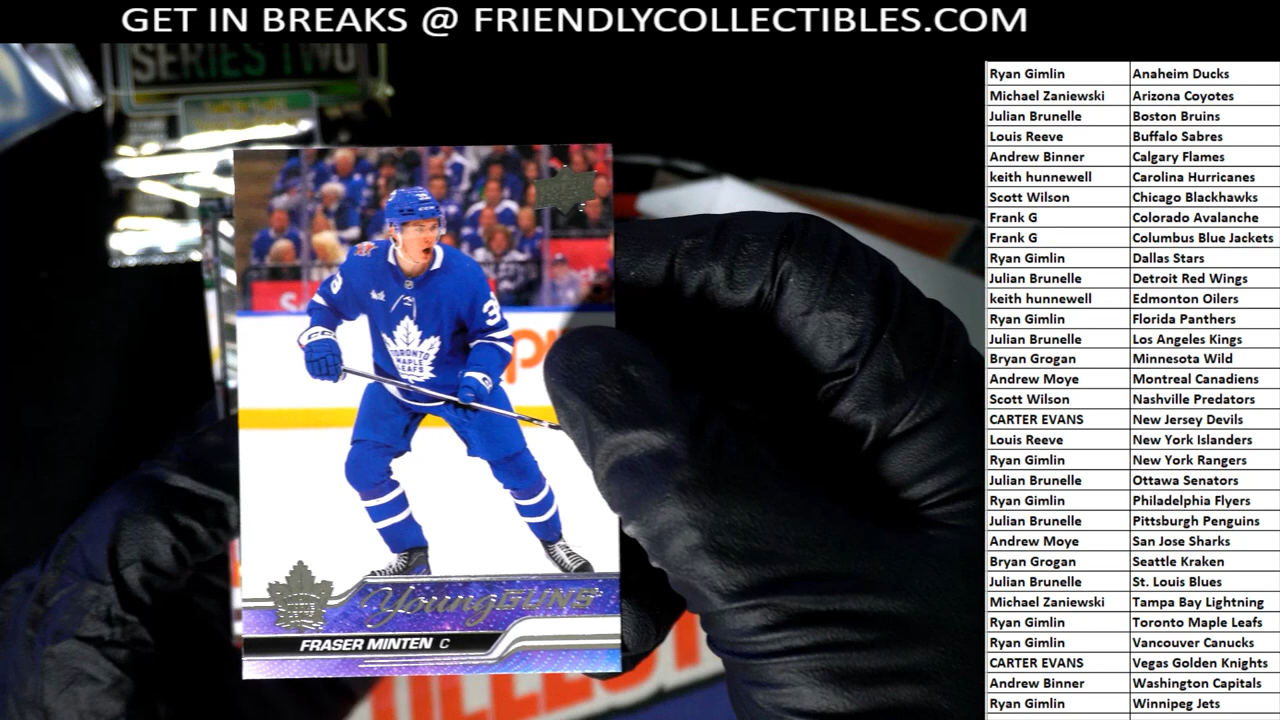 GET IN BREAKS @ FRIENDLYCOLLECTIBLES.COM
SERIES TWO
TORONTO
MAPLE
LEAFS
Young GUNS
FRASER MINTEN C
Ryan Gimlin Anaheim Ducks
Michael Zaniewski Arizona Coyotes
Julian Brunelle Boston Bruins
Louis Reeve Buffalo Sabres
Andrew Binner Calgary Flames
keith hunnewell Carolina Hurricanes
Scott Wilson Chicago Blackhawks
Frank G Colorado Avalanche
Frank G Columbus Blue Jackets
Ryan Gimlin Dallas Stars
Julian Brunelle Detroit Red Wings
keith hunnewell Edmonton Oilers
Ryan Gimlin Florida Panthers
Julian Brunelle Los Angeles Kings
Bryan Grogan Minnesota Wild
Andrew Moye Montreal Canadiens
Scott Wilson Nashville Predators
CARTER EVANS New Jersey Devils
Louis Reeve New York Islanders
Ryan Gimlin New York Rangers
Julian Brunelle Ottawa Senators
Ryan Gimlin Philadelphia Flyers
Julian Brunelle Pittsburgh Penguins
Andrew Moye San Jose Sharks
Bryan Grogan Seattle Kraken
Julian Brunelle St. Louis Blues
Michael Zaniewski Tampa Bay Lightning
Ryan Gimlin Toronto Maple Leafs
Ryan Gimlin Vancouver Canucks
CARTER EVANS Vegas Golden Knights
Andrew Binner Washington Capitals
Ryan Gimlin Winnipeg Jets